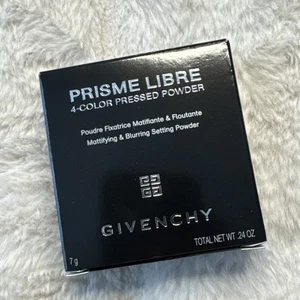 PRISME LIBRE
4-COLOR PRESSED POWDER
Poudre Fixatrice Matifiante & Floutante
Mattifying & Blurring Setting Powder
GIVENCHY
7 g
TOTAL NET .24 OZ